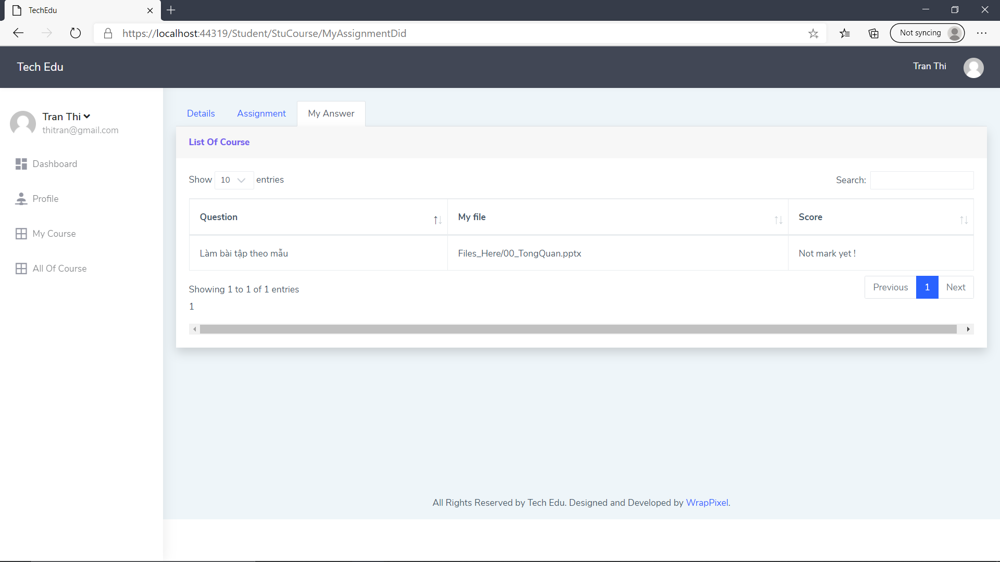 TechEdu
https://localhost:44319/Student/StuCourse/MyAssignmentDid
Not syncing
Tech Edu
Tran Thi
Tran Thi
thitran@gmail.com
Dashboard
Profile
My Course
All Of Course
Details Assignment My Answer
List Of Course
Show 10 entries
Search:
Question My file Score
Làm bài tập theo mẫu Files_Here/00_TongQuan.pptx Not mark yet !
Showing 1 to 1 of 1 entries
Previous 1 Next
1
All Rights Reserved by Tech Edu. Designed and Developed by WrapPixel.